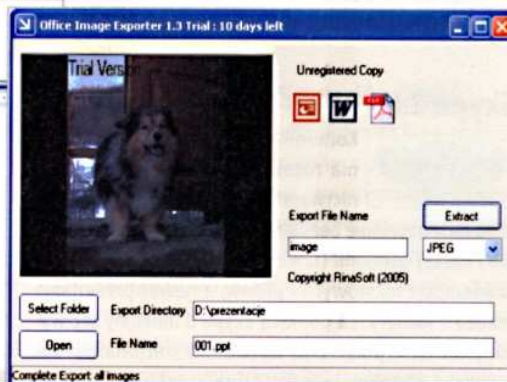 Office Image Exporter 1.3 Trial : 10 days left
Trial Version
Unregistered Copy
W
Export File Name
Extract
image
JPEG
Copyright RinaSoft (2005)
Select Folder
Export Directory
D:\prezentacje
Open
File Name
001.ppt
Complete Export all images